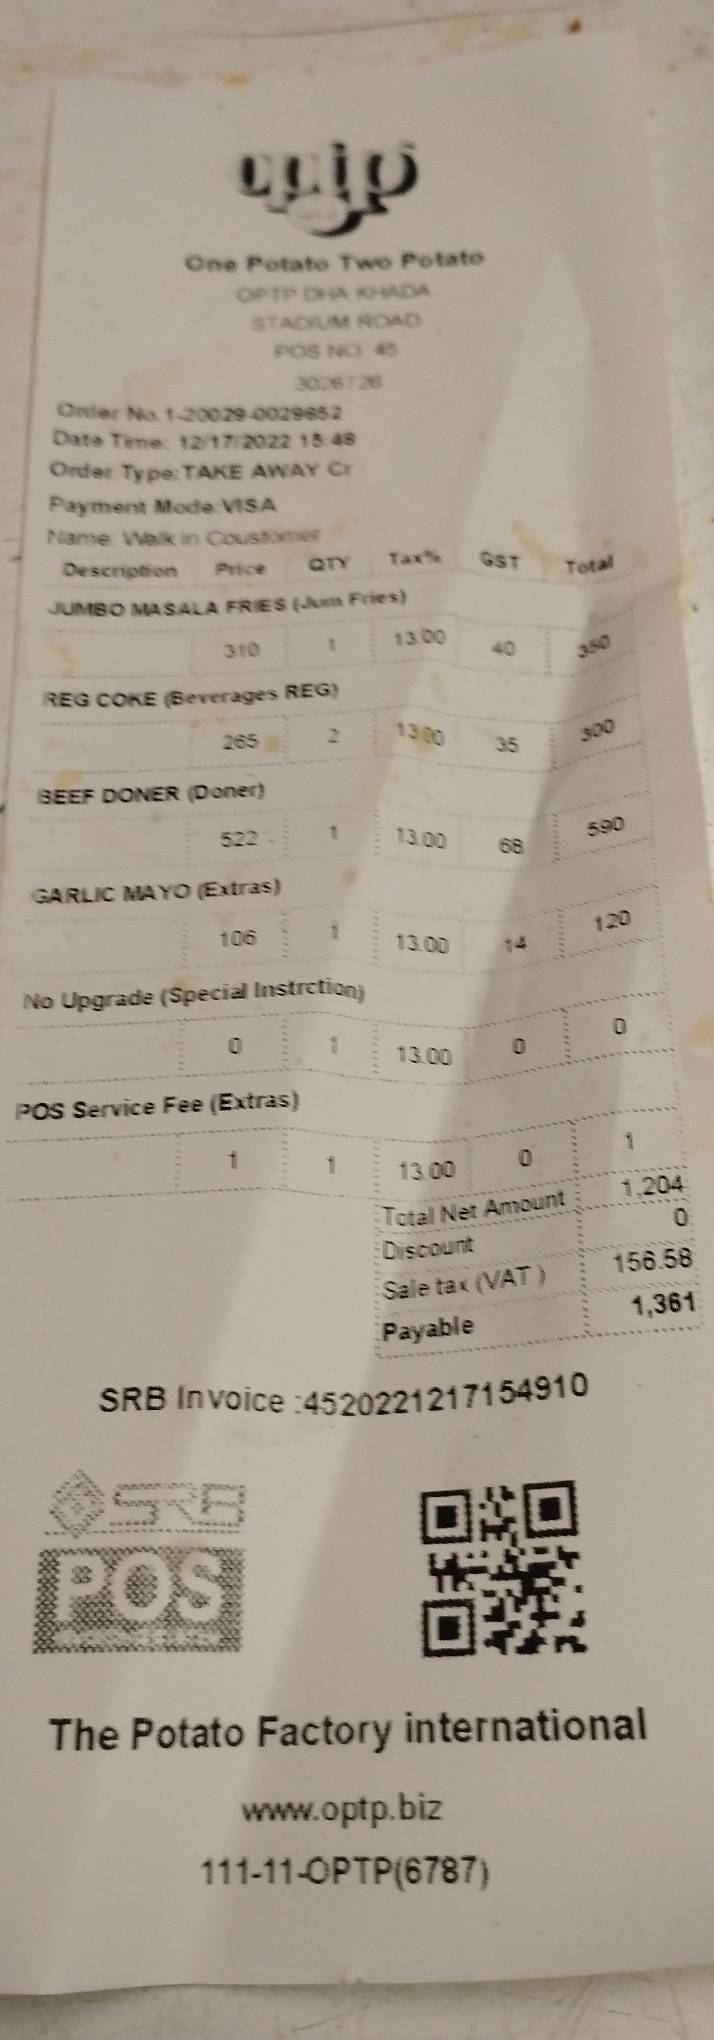 optp
One Potato Two Potato
OPTP DHA KHADA
STADIUM ROAD
POS NO: 45
3026726
Order No.1-20029-0029852
Date Time: 12/17/2022 15:48
Order Type:TAKE AWAY Cr
Payment Mode:VISA
Name: Walk in Coustomer
Description Price QTY Tax% GST Total
JUMBO MASALA FRIES (Jum Fries)
310 1 13.00 40 350
REG COKE (Beverages REG)
265 2 13.00 35 300
BEEF DONER (Doner)
522 1 13.00 68 590
GARLIC MAYO (Extras)
106 1 13.00 14 120
No Upgrade (Special Instrction)
0 1 13.00 0 0
POS Service Fee (Extras)
1 1 13.00 0 1
Total Net Amount 1,204
Discount 0
Sale tax (VAT ) 156.58
Payable 1,361
SRB Invoice :4520221217154910
SRB
POS
The Potato Factory international
www.optp.biz
111-11-OPTP(6787)